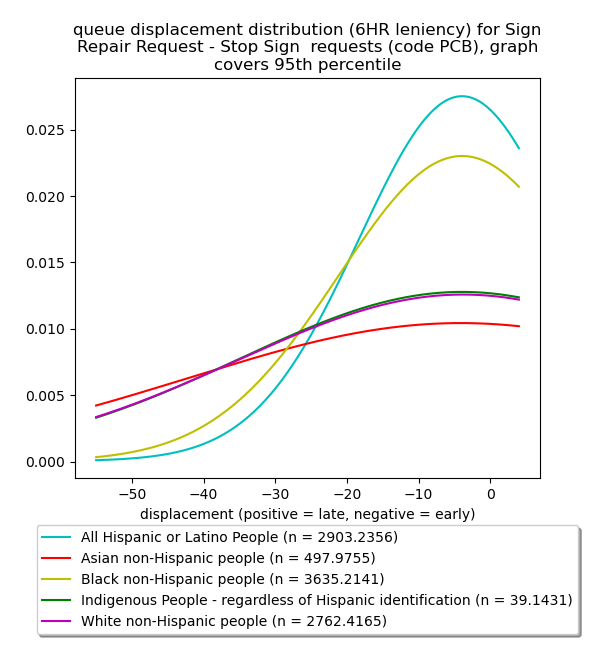 queue displacement distribution (6HR leniency) for Sign
Repair Request - Stop Sign  requests (code PCB), graph
covers 95th percentile
0.025
0.020
0.015
0.010
0.005
0.000
−50 −40 −30 −20 −10 0
displacement (positive = late, negative = early)
All Hispanic or Latino People (n = 2903.2356)
Asian non-Hispanic people (n = 497.9755)
Black non-Hispanic people (n = 3635.2141)
Indigenous People - regardless of Hispanic identification (n = 39.1431)
White non-Hispanic people (n = 2762.4165)